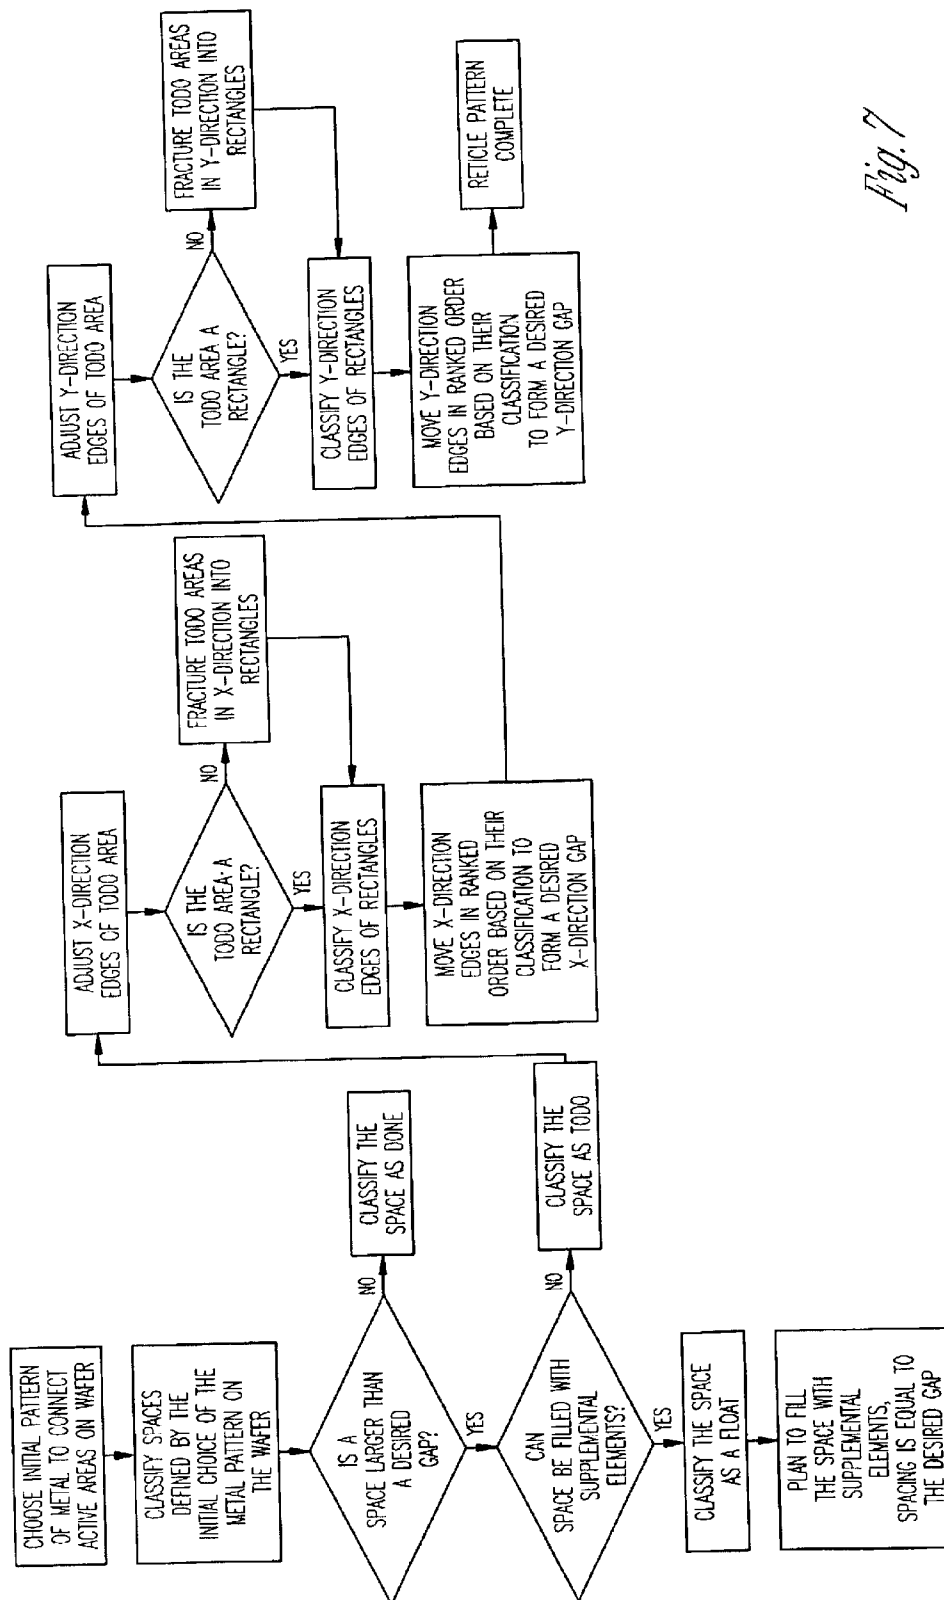 CHOOSE INITIAL PATTERN
OF METAL TO CONNECT
ACTIVE AREAS ON WAFER
CLASSIFY SPACES
DEFINED BY THE
INITIAL CHOICE OF THE
METAL PATTERN ON
THE WAFER
IS A
SPACE LARGER THAN
A DESIRED
GAP?
NO
CLASSIFY THE
SPACE AS DONE
YES
CAN
SPACE BE FILLED WITH
SUPPLEMENTAL
ELEMENTS?
NO
CLASSIFY THE
SPACE AS TODO
YES
CLASSIFY THE SPACE
AS A FLOAT
PLAN TO FILL
THE SPACE WITH
SUPPLEMENTAL
ELEMENTS,
SPACING IS EQUAL TO
THE DESIRED GAP
ADJUST X-DIRECTION
EDGES OF TODO AREA
IS THE
TODO AREA A
RECTANGLE?
NO
FRACTURE TODO AREAS
IN X-DIRECTION INTO
RECTANGLES
YES
CLASSIFY X-DIRECTION
EDGES OF RECTANGLES
MOVE X-DIRECTION
EDGES IN RANKED
ORDER BASED ON THEIR
CLASSIFICATION TO
FORM A DESIRED
X-DIRECTION GAP
ADJUST Y-DIRECTION
EDGES OF TODO AREA
IS THE
TODO AREA A
RECTANGLE?
NO
FRACTURE TODO AREAS
IN Y-DIRECTION INTO
RECTANGLES
YES
CLASSIFY Y-DIRECTION
EDGES OF RECTANGLES
MOVE Y-DIRECTION
EDGES IN RANKED ORDER
BASED ON THEIR
CLASSIFICATION
TO FORM A DESIRED
Y-DIRECTION GAP
RETICLE PATTERN
COMPLETE
Fig. 7